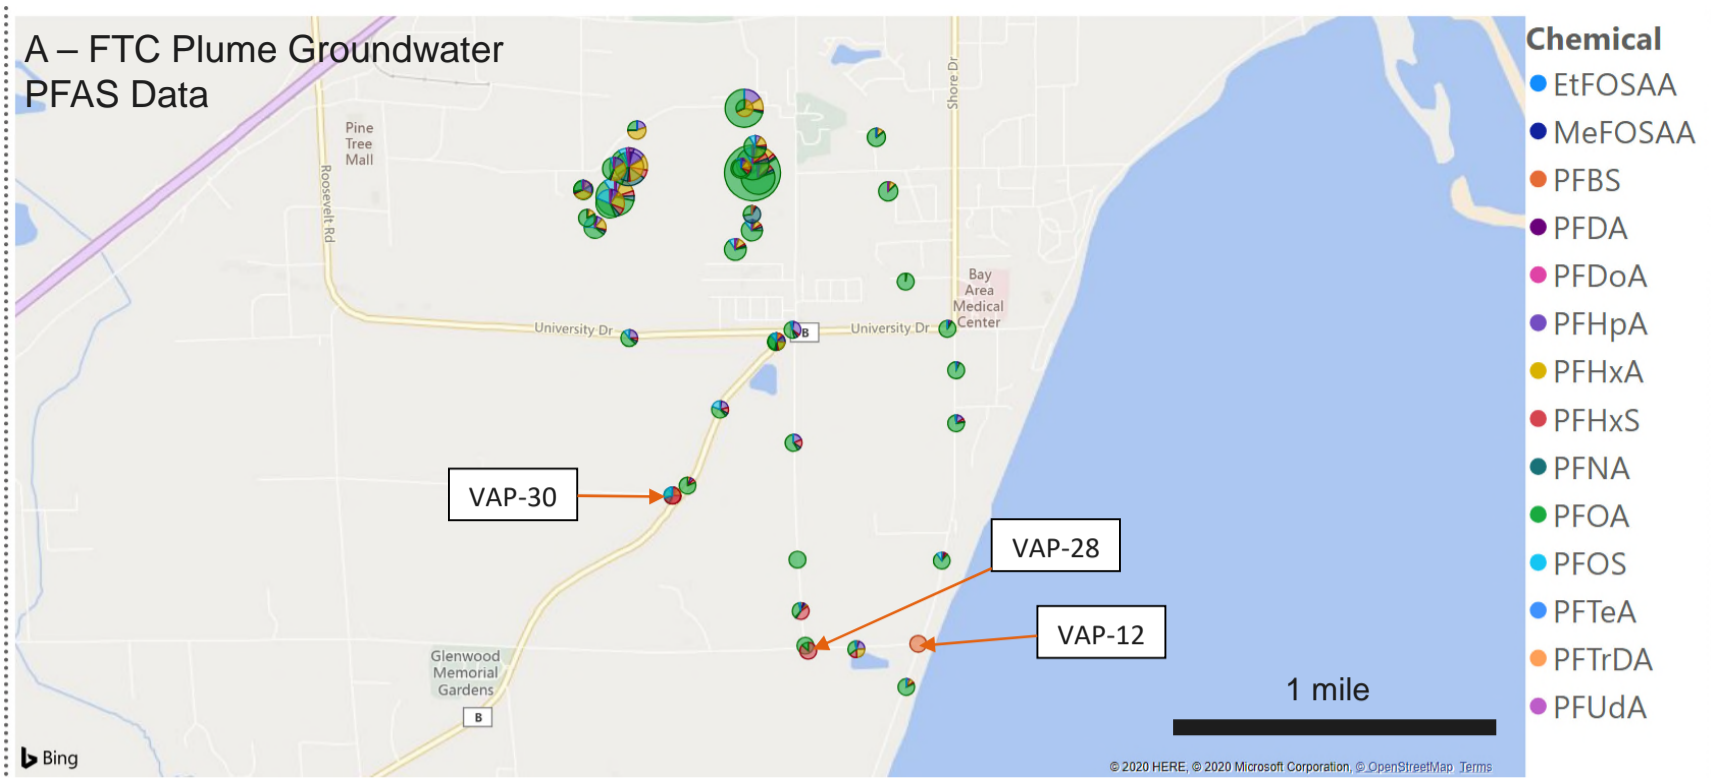 A – FTC Plume Groundwater
PFAS Data
Pine
Tree
Mall
Roosevelt Rd
Shore Dr
Bay
Area
Medical
Center
University Dr
B
University Dr
VAP-30
VAP-28
VAP-12
Glenwood
Memorial
Gardens
B
1 mile
Bing
© 2020 HERE, © 2020 Microsoft Corporation, © OpenStreetMap Terms
Chemical
EtFOSAA
MeFOSAA
PFBS
PFDA
PFDoA
PFHpA
PFHxA
PFHxS
PFNA
PFOA
PFOS
PFTeA
PFTrDA
PFUdA